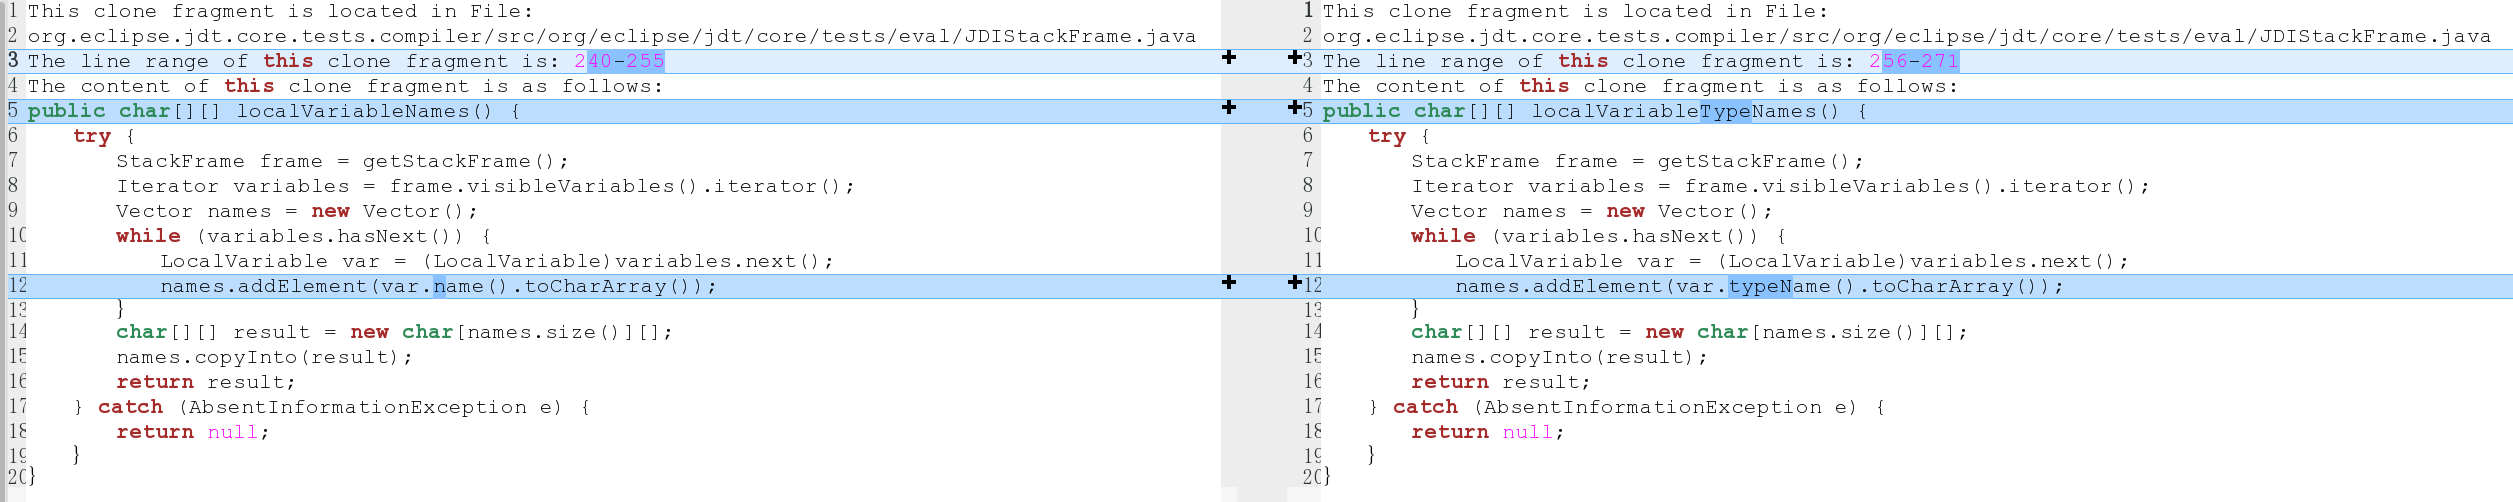 1 This clone fragment is located in File:
2 org.eclipse.jdt.core.tests.compiler/src/org/eclipse/jdt/core/tests/eval/JDIStackFrame.java
3 The line range of this clone fragment is: 240-255
4 The content of this clone fragment is as follows:
5 public char[][] localVariableNames() {
6     try {
7         StackFrame frame = getStackFrame();
8         Iterator variables = frame.visibleVariables().iterator();
9         Vector names = new Vector();
10         while (variables.hasNext()) {
11             LocalVariable var = (LocalVariable)variables.next();
12             names.addElement(var.name().toCharArray());
13         }
14         char[][] result = new char[names.size()][];
15         names.copyInto(result);
16         return result;
17     } catch (AbsentInformationException e) {
18         return null;
19     }
20 }
1 This clone fragment is located in File:
2 org.eclipse.jdt.core.tests.compiler/src/org/eclipse/jdt/core/tests/eval/JDIStackFrame.java
3 The line range of this clone fragment is: 256-271
4 The content of this clone fragment is as follows:
5 public char[][] localVariableTypeNames() {
6     try {
7         StackFrame frame = getStackFrame();
8         Iterator variables = frame.visibleVariables().iterator();
9         Vector names = new Vector();
10         while (variables.hasNext()) {
11             LocalVariable var = (LocalVariable)variables.next();
12             names.addElement(var.typeName().toCharArray());
13         }
14         char[][] result = new char[names.size()][];
15         names.copyInto(result);
16         return result;
17     } catch (AbsentInformationException e) {
18         return null;
19     }
20 }